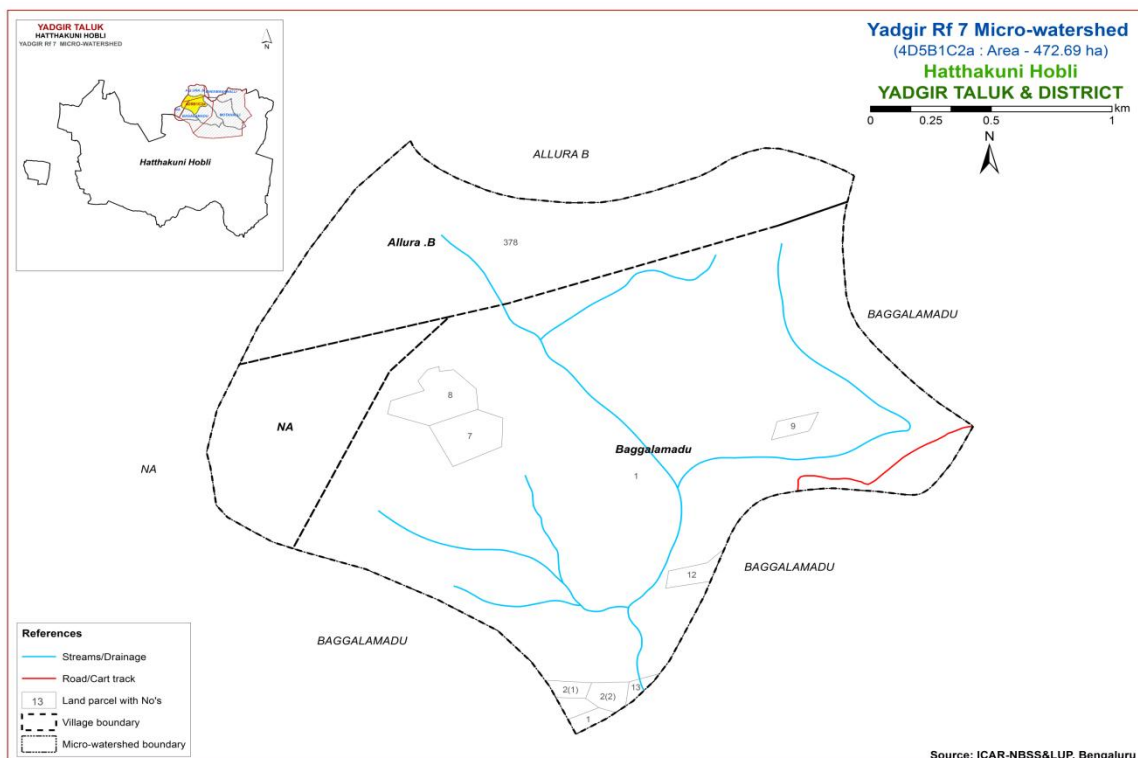 YADGIR TALUK
HATTHAKUNI HOBLI
YADGIR RF 7 MICRO-WATERSHED
N
Hatthakuni Hobli
Yadgir Rf 7 Micro-watershed
(4D5B1C2a : Area - 472.69 ha)
Hatthakuni Hobli
YADGIR TALUK & DISTRICT
km
0 0.25 0.5 1
N
ALLURA B
Allura .B
378
BAGGALAMADU
8
7
9
NA
NA
Baggalamadu
1
12
BAGGALAMADU
BAGGALAMADU
2(1)
2(2)
13
1
References
Streams/Drainage
Road/Cart track
13 Land parcel with No's
Village boundary
Micro-watershed boundary
Source: ICAR-NBSS&LUP, Bengaluru